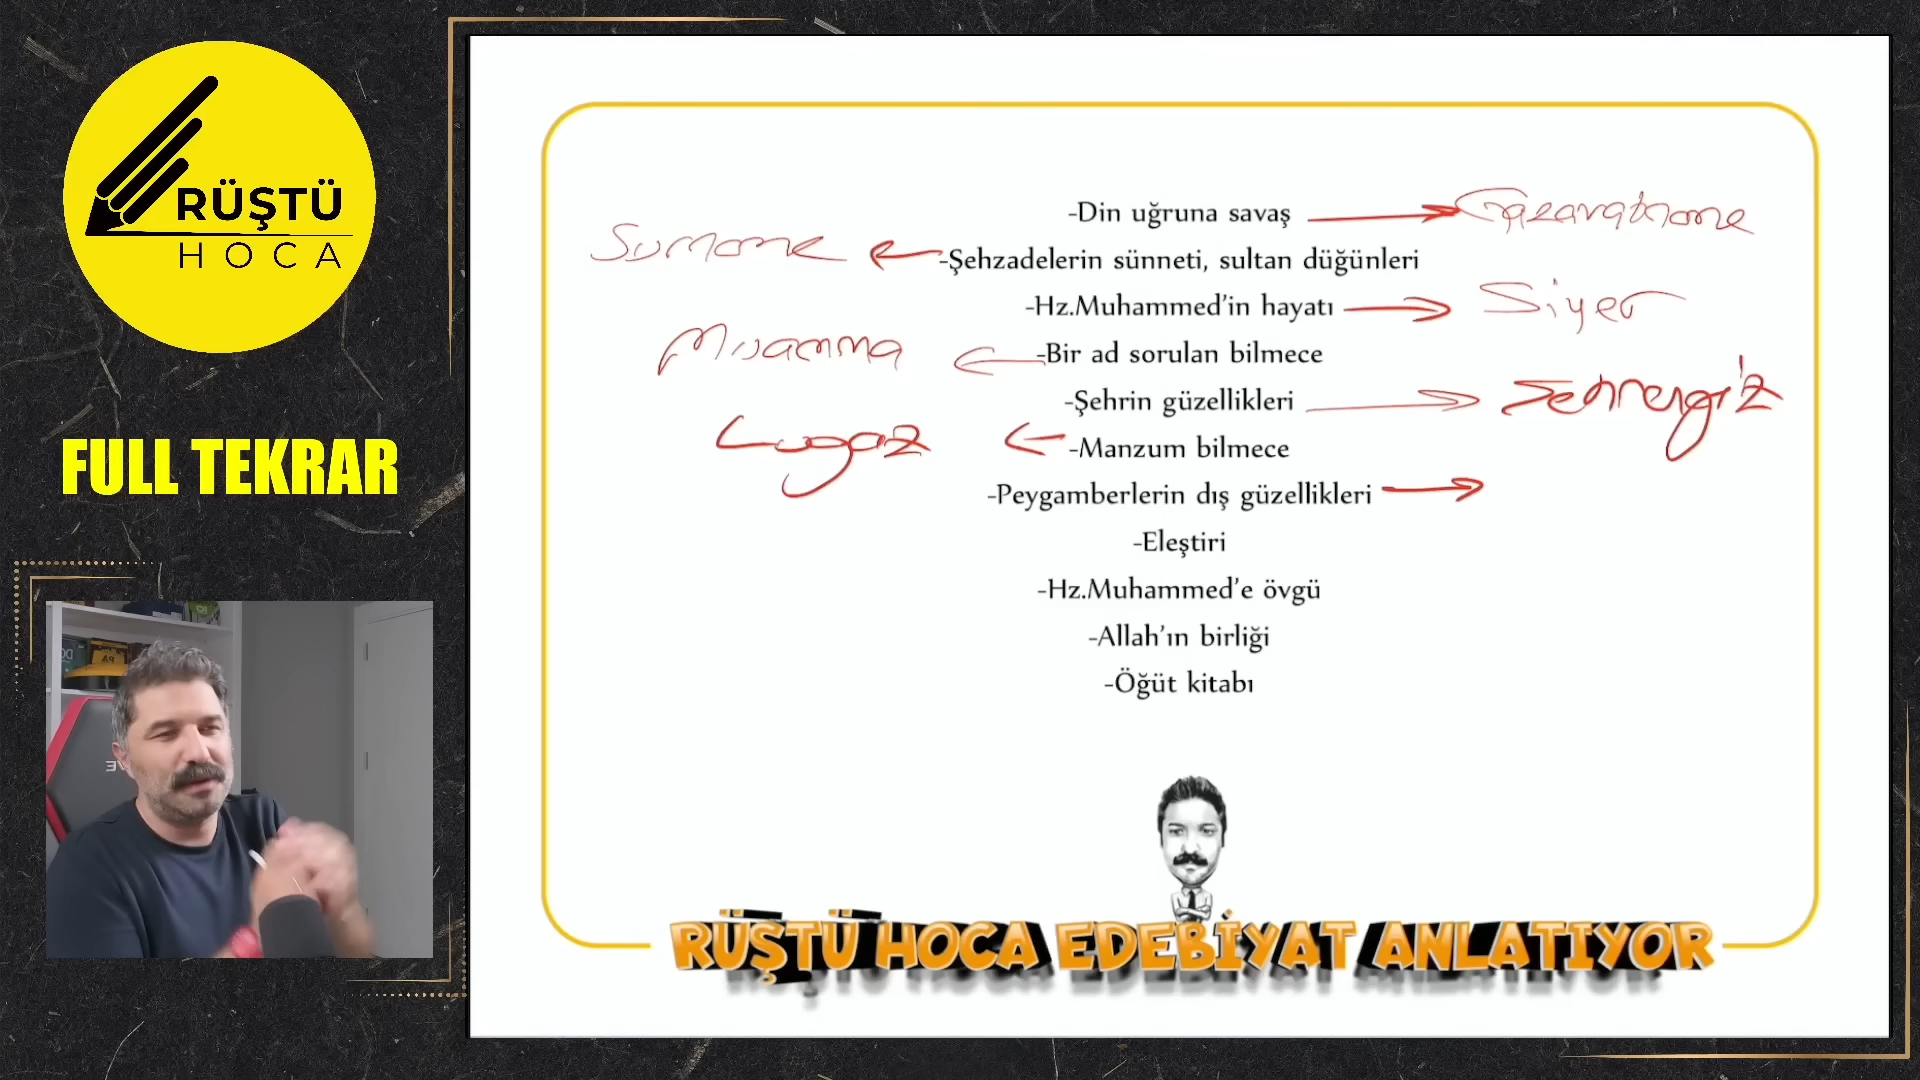 RÜŞTÜ
HOCA
FULL TEKRAR
-Din uğruna savaş Gazavatname
Surname -Şehzadelerin sünneti, sultan düğünleri
-Hz.Muhammed'in hayatı Siyer
Muamma -Bir ad sorulan bilmece
-Şehrin güzellikleri Şehrengiz
Lugaz -Manzum bilmece
-Peygamberlerin dış güzellikleri
-Eleştiri
-Hz.Muhammed'e övgü
-Allah'ın birliği
-Öğüt kitabı
RÜŞTÜ HOCA EDEBİYAT ANLATIYOR